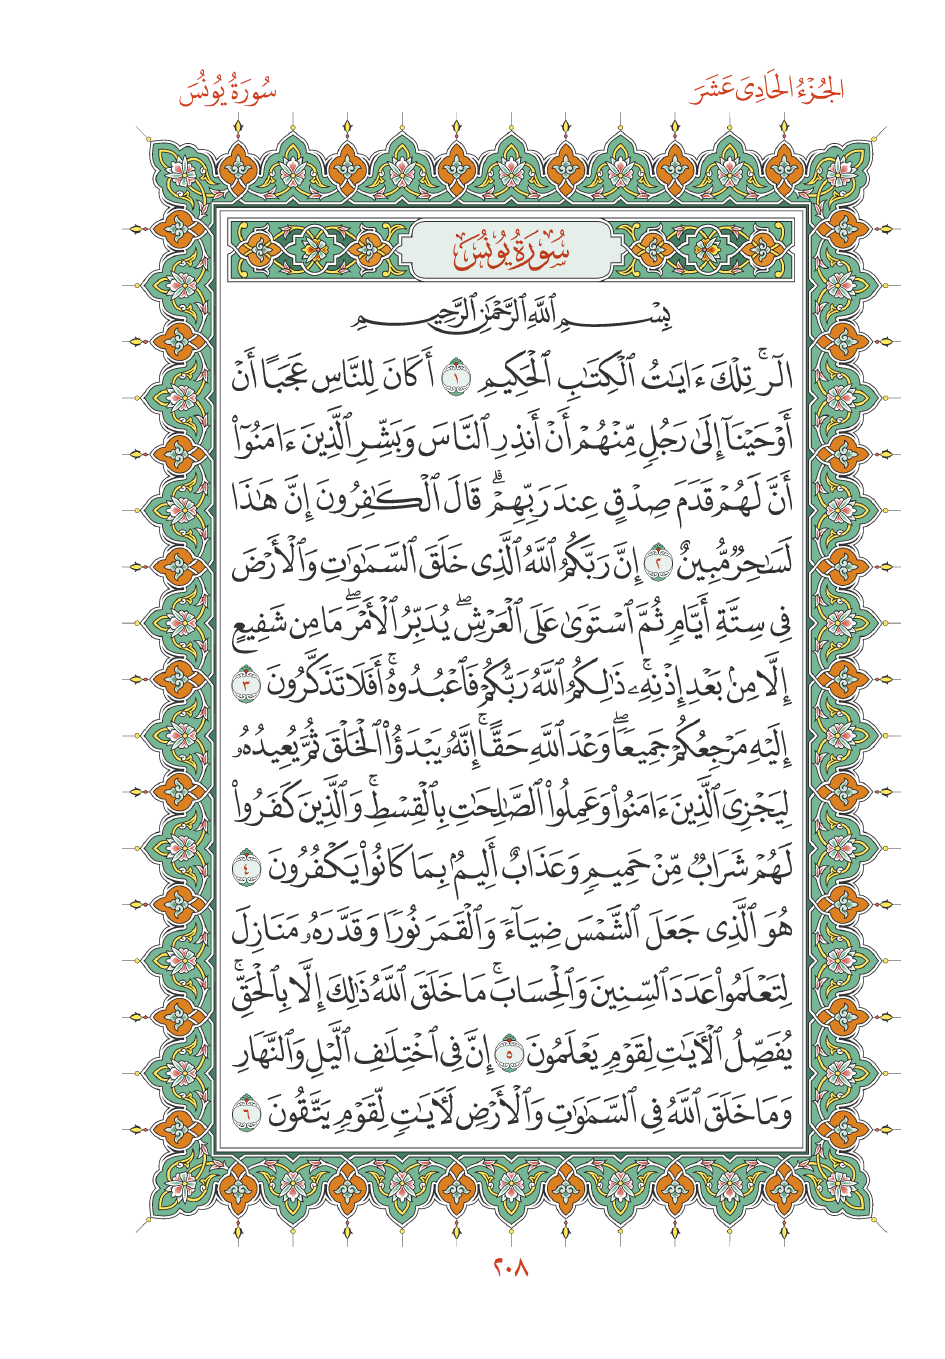 الجُزْءُ الحَادِى عَشَرَ
سُورَةُ يُونُسَ
سُورَةُ يُونُسَ
بِسْمِ ٱللَّهِ ٱلرَّحْمَٰنِ ٱلرَّحِيمِ
الٓرۚ تِلْكَ ءَايَٰتُ ٱلْكِتَٰبِ ٱلْحَكِيمِ ١ أَكَانَ لِلنَّاسِ عَجَبًا أَنْ
أَوْحَيْنَآ إِلَىٰ رَجُلٍ مِّنْهُمْ أَنْ أَنذِرِ ٱلنَّاسَ وَبَشِّرِ ٱلَّذِينَ ءَامَنُوٓا۟
أَنَّ لَهُمْ قَدَمَ صِدْقٍ عِندَ رَبِّهِمْۗ قَالَ ٱلْكَٰفِرُونَ إِنَّ هَٰذَا
لَسَٰحِرٌ مُّبِينٌ ٢ إِنَّ رَبَّكُمُ ٱللَّهُ ٱلَّذِى خَلَقَ ٱلسَّمَٰوَٰتِ وَٱلْأَرْضَ
فِى سِتَّةِ أَيَّامٍ ثُمَّ ٱسْتَوَىٰ عَلَى ٱلْعَرْشِۖ يُدَبِّرُ ٱلْأَمْرَۖ مَا مِن شَفِيعٍ
إِلَّا مِنۢ بَعْدِ إِذْنِهِۦۚ ذَٰلِكُمُ ٱللَّهُ رَبُّكُمْ فَٱعْبُدُوهُۚ أَفَلَا تَذَكَّرُونَ ٣
إِلَيْهِ مَرْجِعُكُمْ جَمِيعًاۖ وَعْدَ ٱللَّهِ حَقًّاۚ إِنَّهُۥ يَبْدَؤُا۟ ٱلْخَلْقَ ثُمَّ يُعِيدُهُۥ
لِيَجْزِىَ ٱلَّذِينَ ءَامَنُوا۟ وَعَمِلُوا۟ ٱلصَّٰلِحَٰتِ بِٱلْقِسْطِۚ وَٱلَّذِينَ كَفَرُوا۟
لَهُمْ شَرَابٌ مِّنْ حَمِيمٍ وَعَذَابٌ أَلِيمٌۢ بِمَا كَانُوا۟ يَكْفُرُونَ ٤
هُوَ ٱلَّذِى جَعَلَ ٱلشَّمْسَ ضِيَآءً وَٱلْقَمَرَ نُورًا وَقَدَّرَهُۥ مَنَازِلَ
لِتَعْلَمُوا۟ عَدَدَ ٱلسِّنِينَ وَٱلْحِسَابَۚ مَا خَلَقَ ٱللَّهُ ذَٰلِكَ إِلَّا بِٱلْحَقِّۚ
يُفَصِّلُ ٱلْـَٔايَٰتِ لِقَوْمٍ يَعْلَمُونَ ٥ إِنَّ فِى ٱخْتِلَٰفِ ٱلَّيْلِ وَٱلنَّهَارِ
وَمَا خَلَقَ ٱللَّهُ فِى ٱلسَّمَٰوَٰتِ وَٱلْأَرْضِ لَـَٔايَٰتٍ لِّقَوْمٍ يَتَّقُونَ ٦
٢٠٨